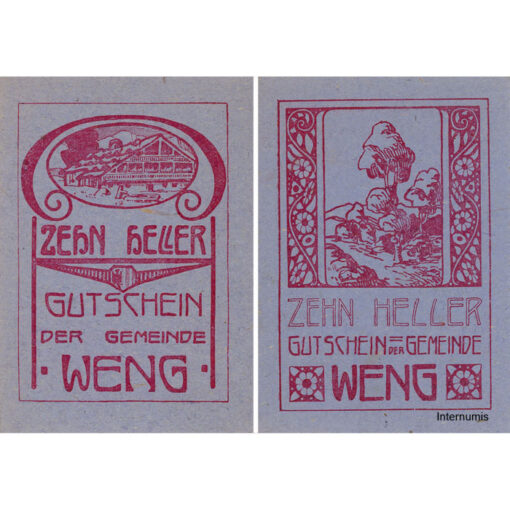 ZEHN HELLER
GUTSCHEIN
DER GEMEINDE
· WENG ·
ZEHN HELLER
GUTSCHEIN DER GEMEINDE
WENG
Internumis